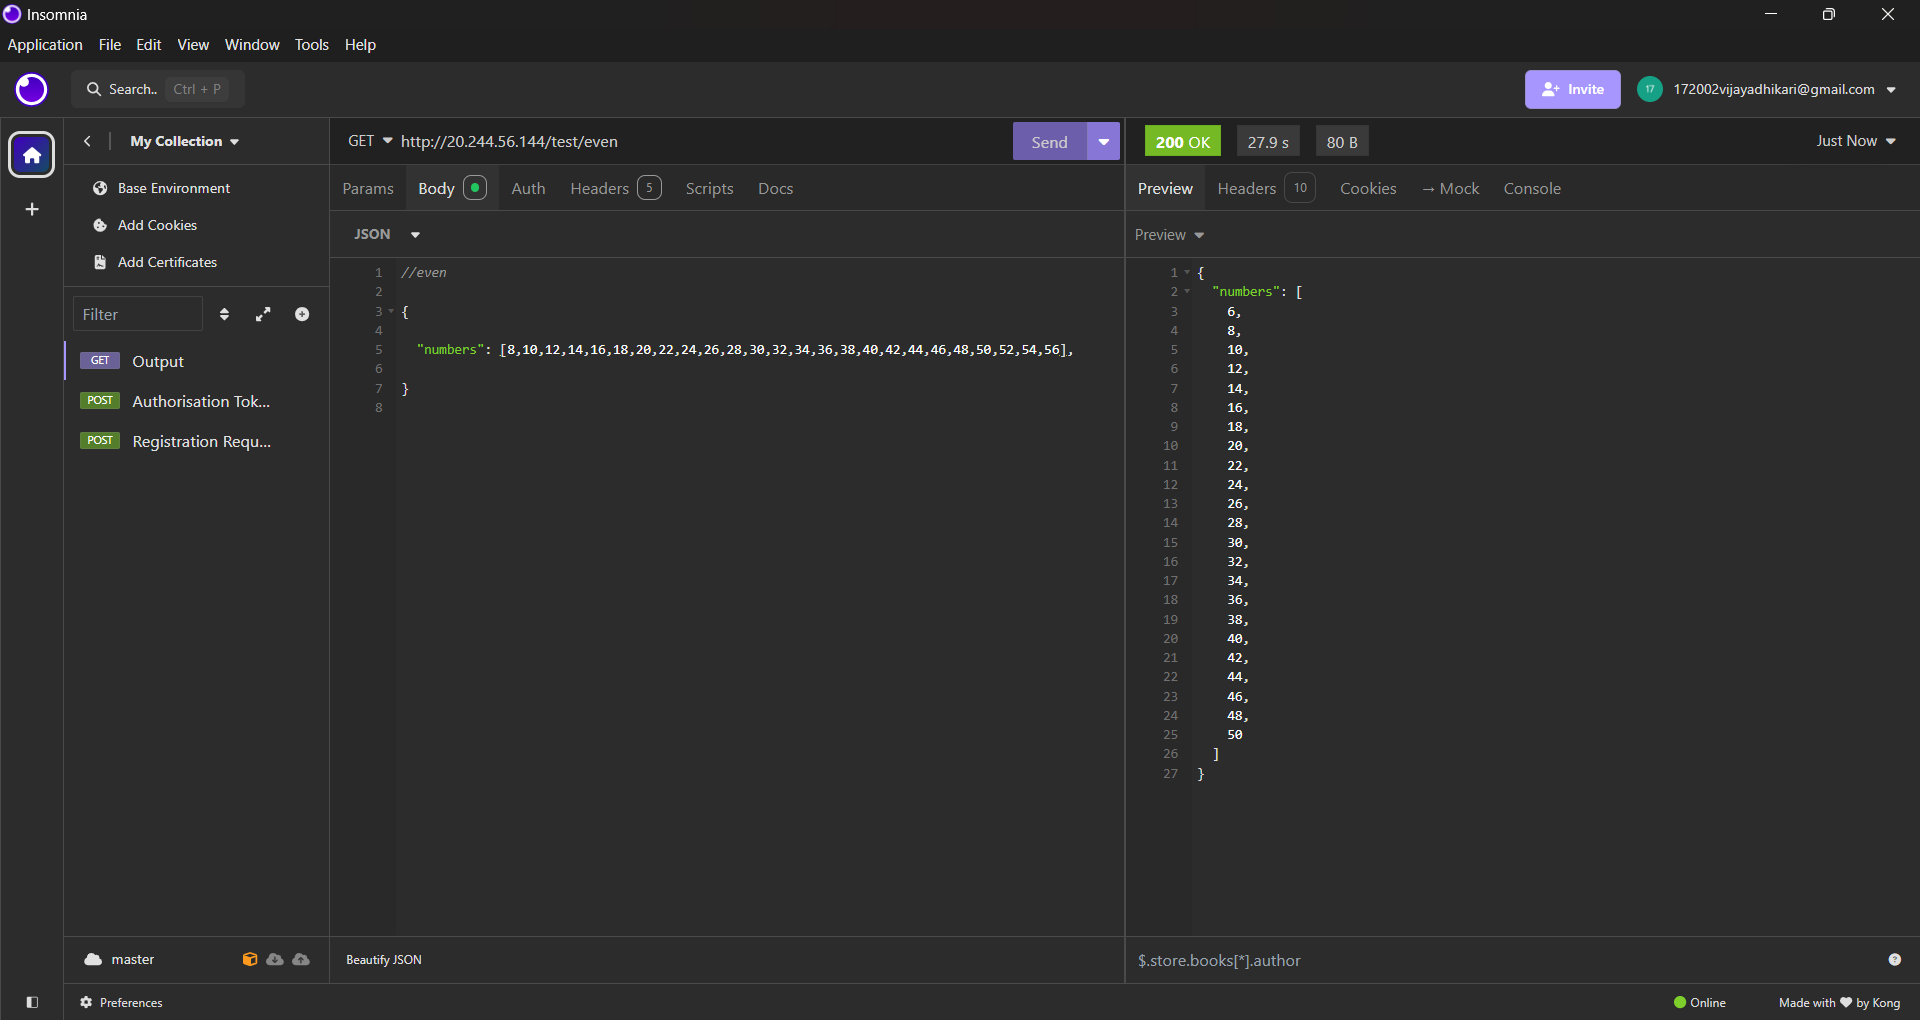 Insomnia
Application File Edit View Window Tools Help
Search.. Ctrl + P
Invite 17 172002vijayadhikari@gmail.com
My Collection
GET http://20.244.56.144/test/even Send
200 OK 27.9 s 80 B Just Now
Base Environment
Add Cookies
Add Certificates
Filter
GET Output
POST Authorisation Tok...
POST Registration Requ...
Params Body Auth Headers 5 Scripts Docs
JSON
1 //even
2
3 {
4
5 "numbers": [8,10,12,14,16,18,20,22,24,26,28,30,32,34,36,38,40,42,44,46,48,50,52,54,56],
6
7 }
8
Preview Headers 10 Cookies → Mock Console
Preview
1 {
2 "numbers": [
3 6,
4 8,
5 10,
6 12,
7 14,
8 16,
9 18,
10 20,
11 22,
12 24,
13 26,
14 28,
15 30,
16 32,
17 34,
18 36,
19 38,
20 40,
21 42,
22 44,
23 46,
24 48,
25 50
26 ]
27 }
master
Beautify JSON
$.store.books[*].author
Preferences
Online
Made with ♥ by Kong